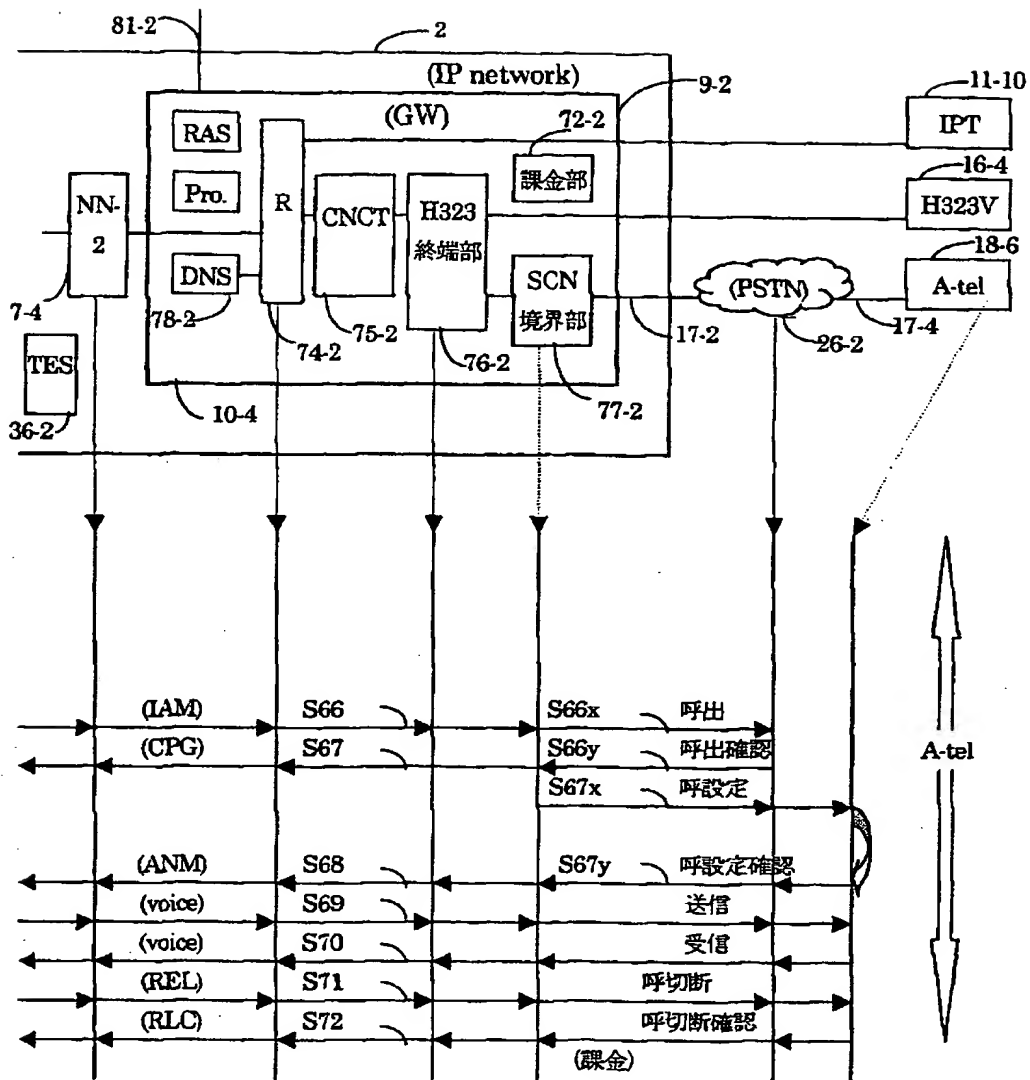 81-2
2
(IP network)
9-2
11-10
(GW)
72-2
RAS
IPT
課金部
16-4
NN-2
Pro.
R
CNCT
H323
終端部
H323V
18-6
DNS
SCN
境界部
(PSTN)
A-tel
7-4
78-2
74-2
75-2
76-2
17-2
26-2
17-4
TES
36-2
10-4
77-2
(IAM)
S66
S66x
呼出
(CPG)
S67
S66y
呼出確認
A-tel
S67x
呼設定
(ANM)
S68
S67y
呼設定確認
(voice)
S69
送信
(voice)
S70
受信
(REL)
S71
呼切断
(RLC)
S72
呼切断確認
(課金)